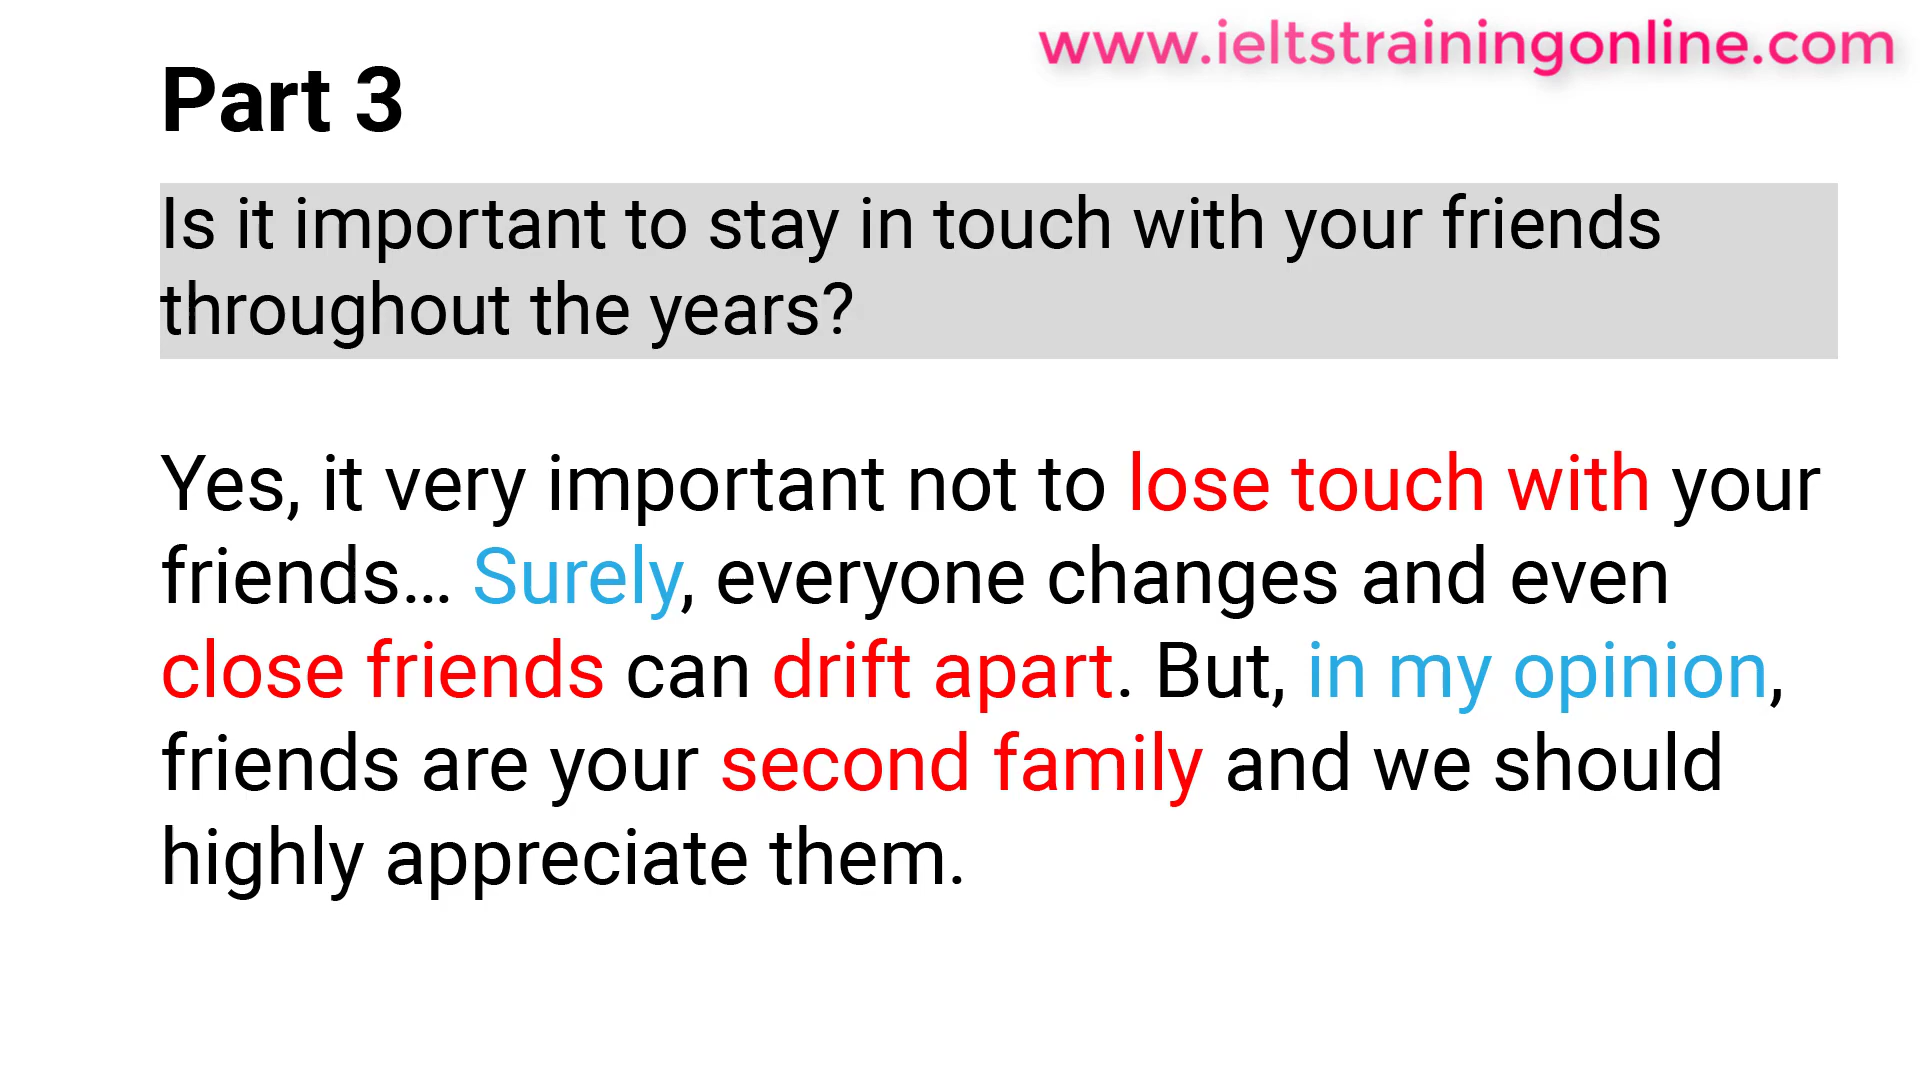 www.ieltstrainingonline.com
Part 3
Is it important to stay in touch with your friends
throughout the years?
Yes, it very important not to lose touch with your
friends... Surely, everyone changes and even
close friends can drift apart. But, in my opinion,
friends are your second family and we should
highly appreciate them.